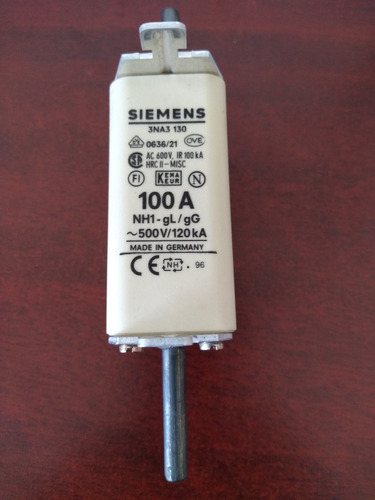 SIEMENS
3NA3 130
0636/21 ÖVE
AC 600V, IR 100 kA
HRC II-MISC
FI KEMA KEUR N
100 A
NH1-gL/gG
~500V/120kA
MADE IN GERMANY
CE NH . 96